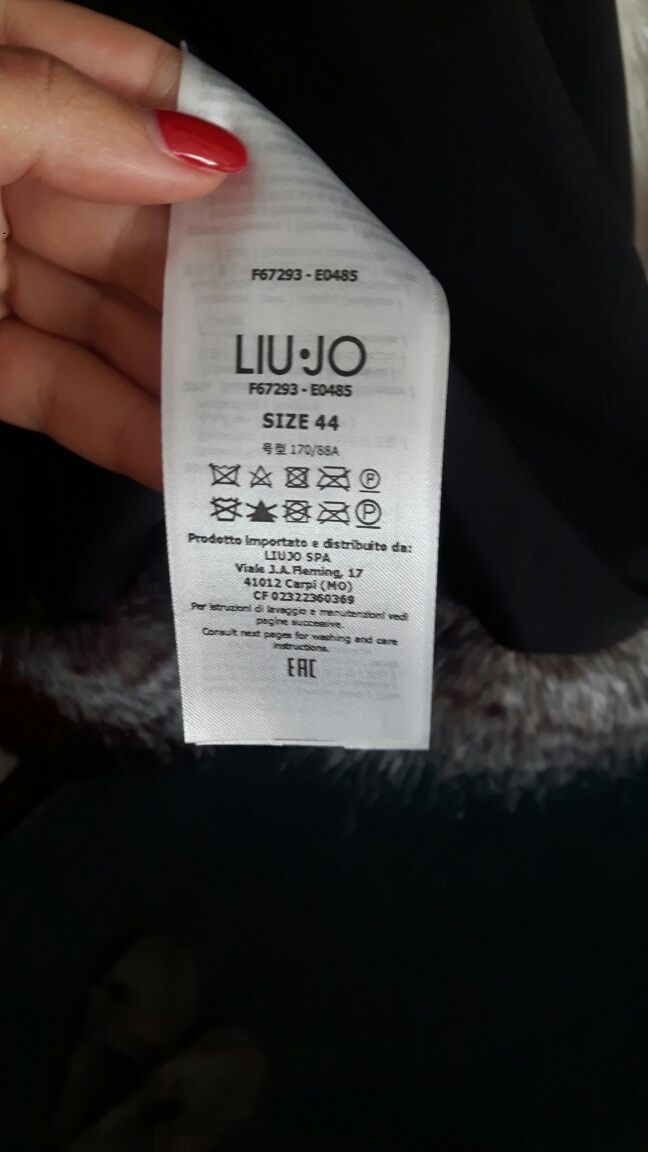 F67293 - E0485
LIU·JO
F67293 - E0485
SIZE 44
号型 170/88A
P
P
Prodotto importato e distribuito da:
LIUJO SPA
Viale J.A.Fleming, 17
41012 Carpi (MO)
CF 02322360369
Per istruzioni di lavaggio e manutenzioni vedi
pagine successive.
Consult next pages for washing and care
instructions.
EAC